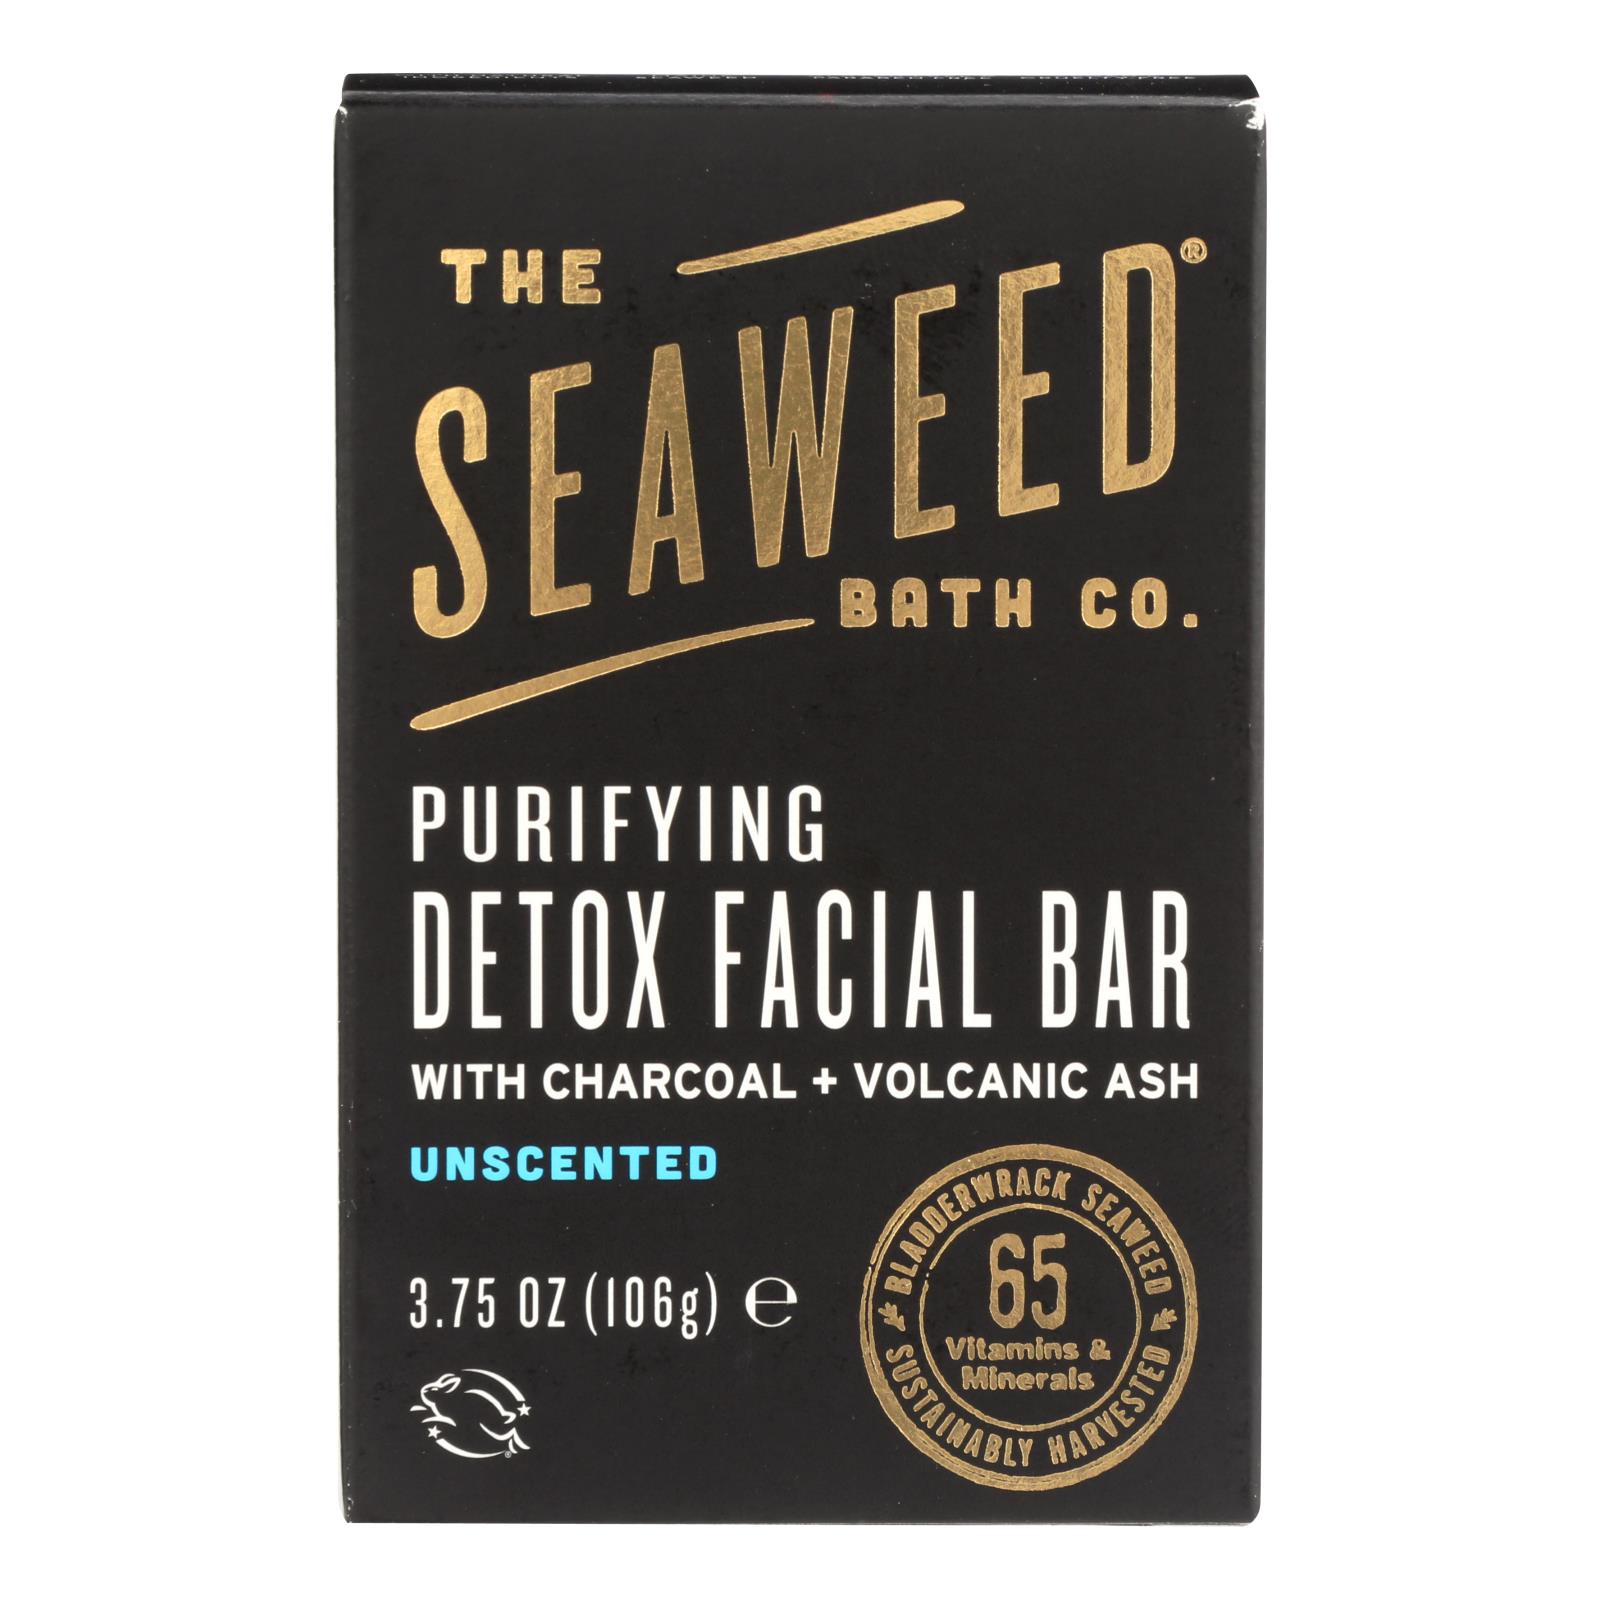 THE
SEAWEED®
BATH CO.
PURIFYING
DETOX FACIAL BAR
WITH CHARCOAL + VOLCANIC ASH
UNSCENTED
3.75 OZ (106g) ℮
BLADDERWRACK SEAWEED
65
Vitamins &
Minerals
SUSTAINABLY HARVESTED